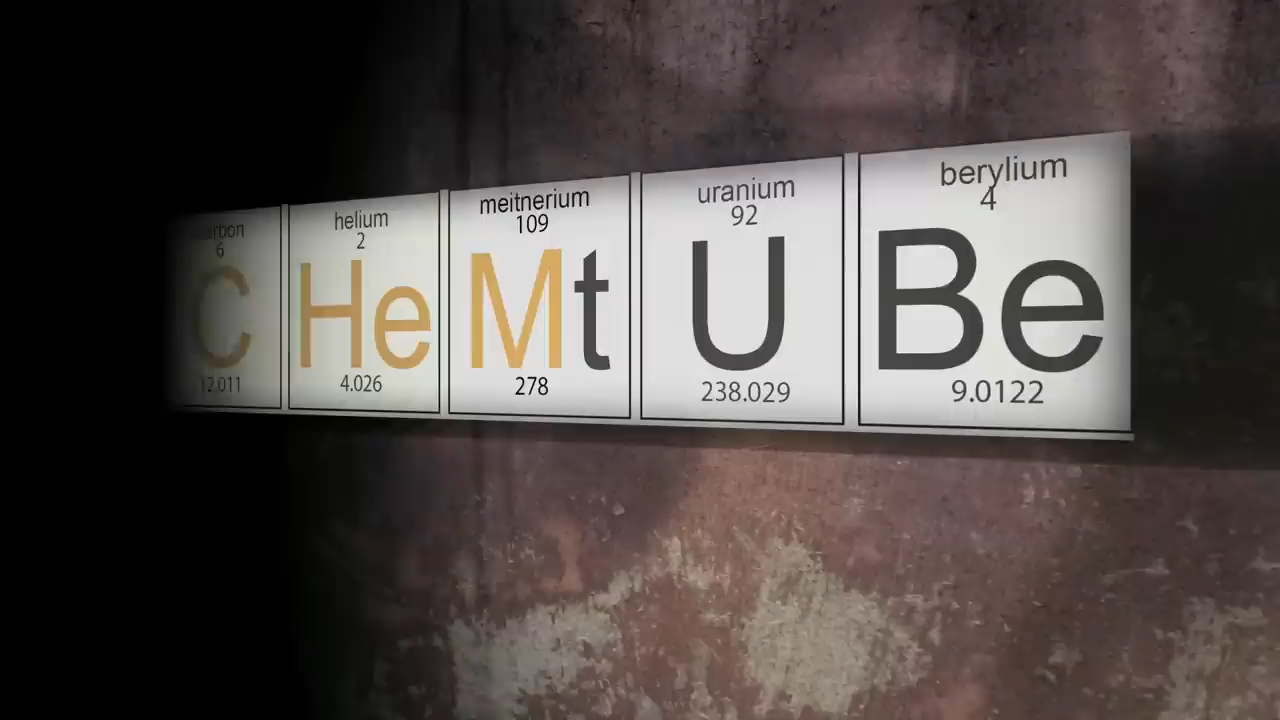 carbon helium meitnerium uranium berylium
6 2 109 92 4
C He Mt U Be
12.011 4.026 278 238.029 9.0122